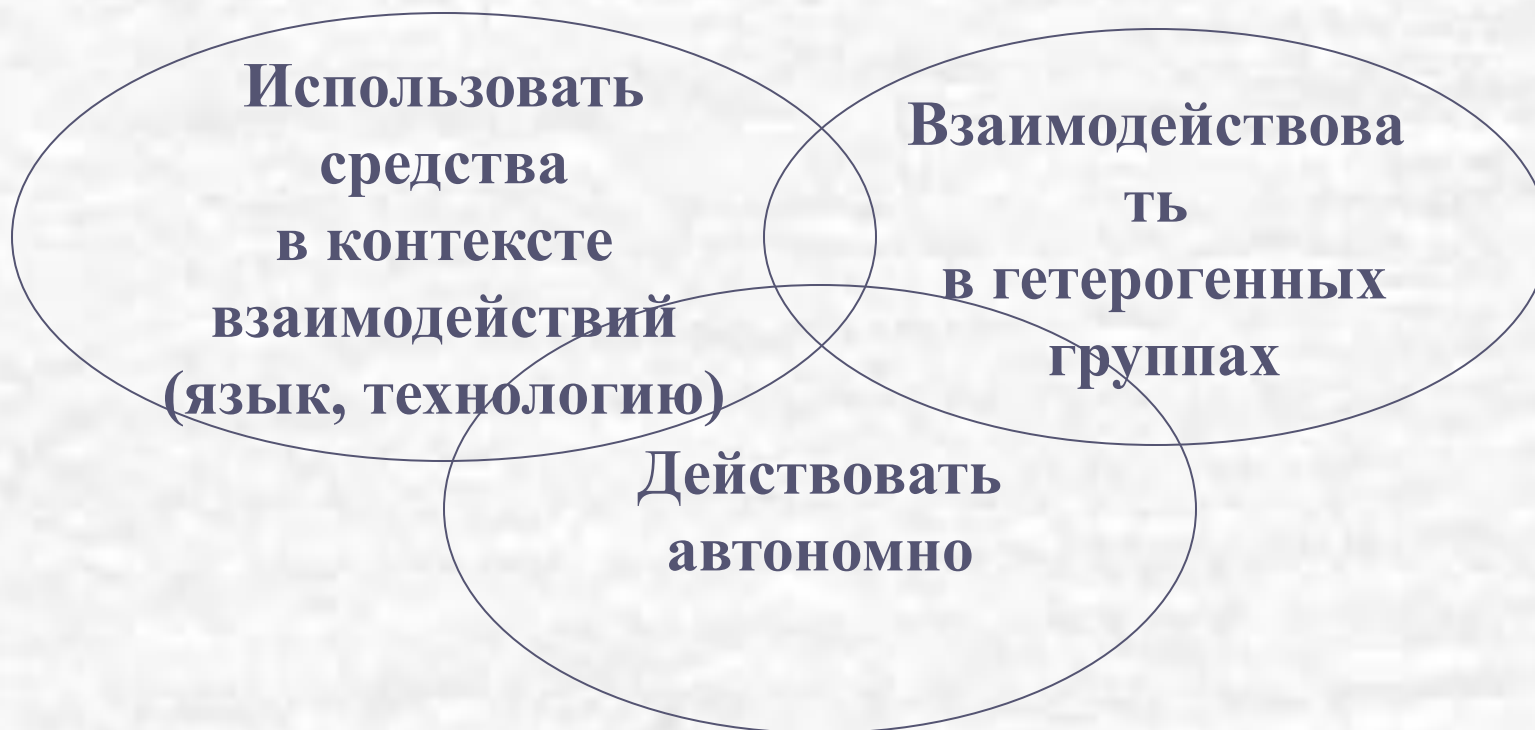 Использовать
средства
в контексте
взаимодействий
(язык, технологию)
Взаимодействова
ть
в гетерогенных
группах
Действовать
автономно